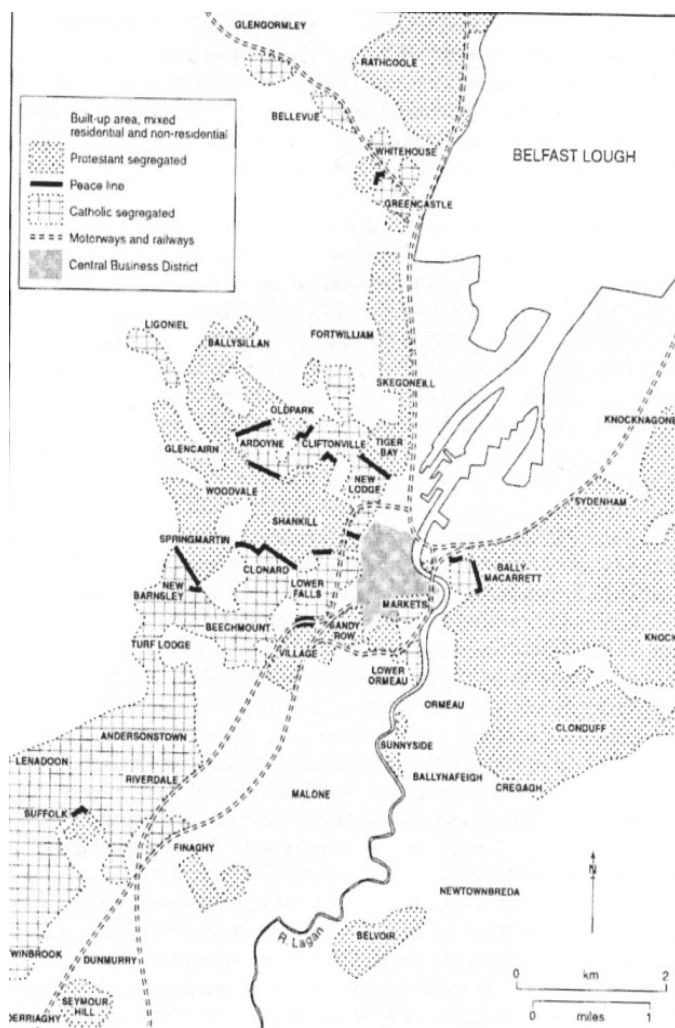 GLENGORMLEY
RATHCOOLE
Built-up area, mixed
residential and non-residential
Protestant segregated
Peace line
Catholic segregated
Motorways and railways
Central Business District
BELLEVUE
WHITEHOUSE
BELFAST LOUGH
GREENCASTLE
LIGONIEL
BALLYSILLAN
FORTWILLIAM
SKEGONEILL
OLDPARK
KNOCKNAGONE
GLENCAIRN
ARDOYNE
CLIFTONVILLE
TIGER
BAY
WOODVALE
NEW
LODGE
SYDENHAM
SHANKILL
SPRINGMARTIN
CLONARD
BALLY-
MACARRETT
NEW
BARNSLEY
LOWER
FALLS
MARKETS
BEECHMOUNT
SANDY
ROW
TURF LODGE
VILLAGE
KNOCK
LOWER
ORMEAU
ORMEAU
CLONDUFF
ANDERSONSTOWN
SUNNYSIDE
LENADOON
RIVERDALE
BALLYNAFEIGH
CREGAGH
MALONE
SUFFOLK
FINAGHY
N
NEWTOWNBREDA
R. Lagan
BELVOIR
WINBROOK
DUNMURRY
0 2
km
SEYMOUR
HILL
DERRIAGHY
0 1
miles